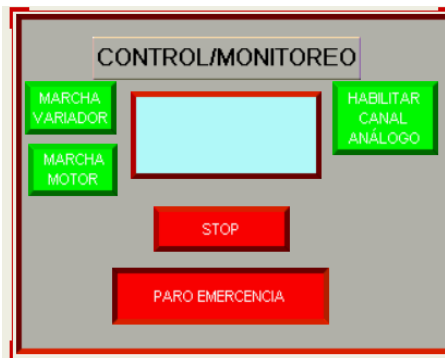 CONTROL/MONITOREO
MARCHA
VARIADOR
HABILITAR
CANAL
ANÁLOGO
MARCHA
MOTOR
STOP
PARO EMERCENCIA